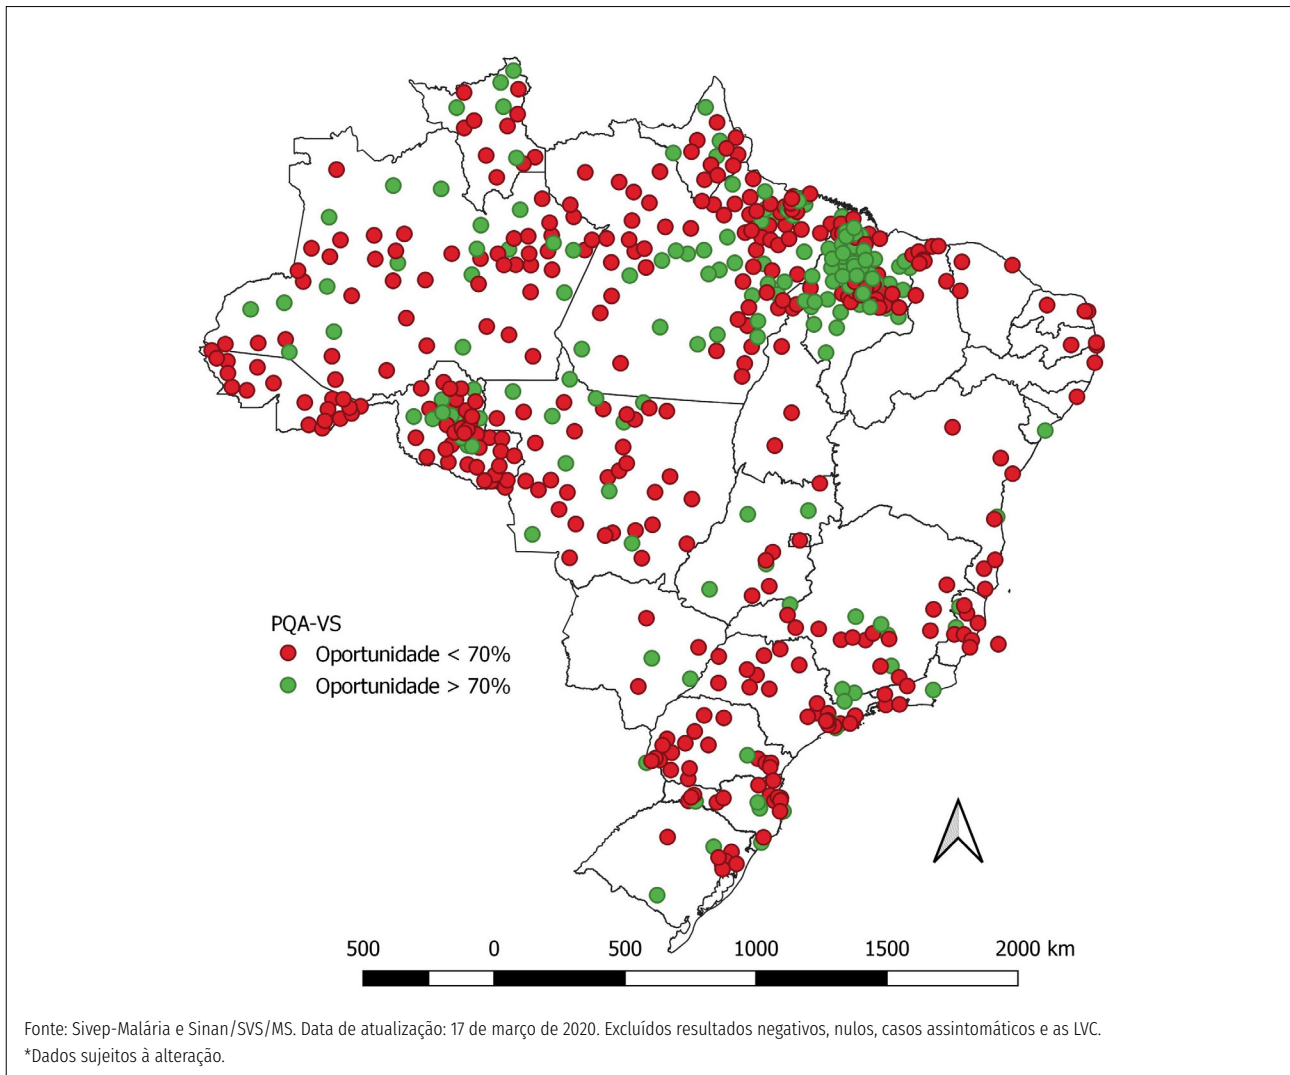 PQA-VS
Oportunidade < 70%
Oportunidade > 70%
500 0 500 1000 1500 2000 km
Fonte: Sivep-Malária e Sinan/SVS/MS. Data de atualização: 17 de março de 2020. Excluídos resultados negativos, nulos, casos assintomáticos e as LVC.
*Dados sujeitos à alteração.